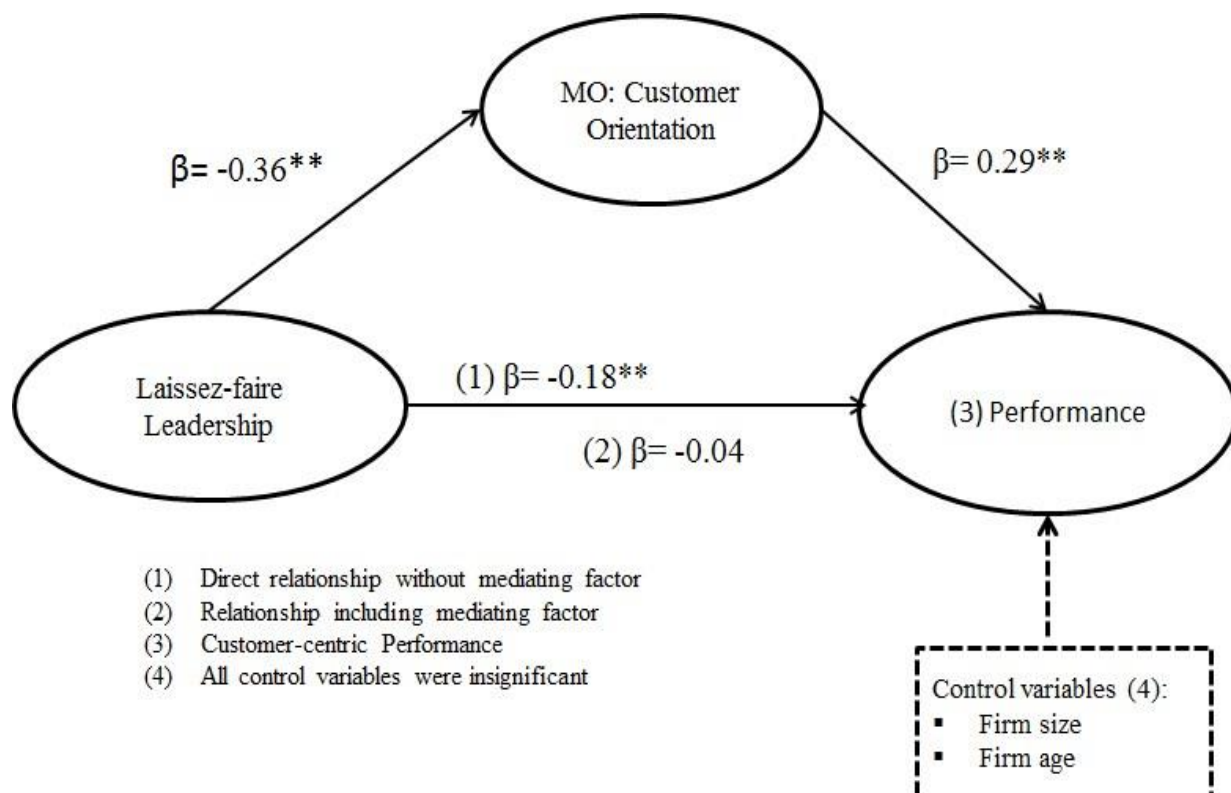 MO: Customer
Orientation
β= -0.36**
β= 0.29**
Laissez-faire
Leadership
(1) β= -0.18**
(2) β= -0.04
(3) Performance
(1) Direct relationship without mediating factor
(2) Relationship including mediating factor
(3) Customer-centric Performance
(4) All control variables were insignificant
Control variables (4):
▪ Firm size
▪ Firm age